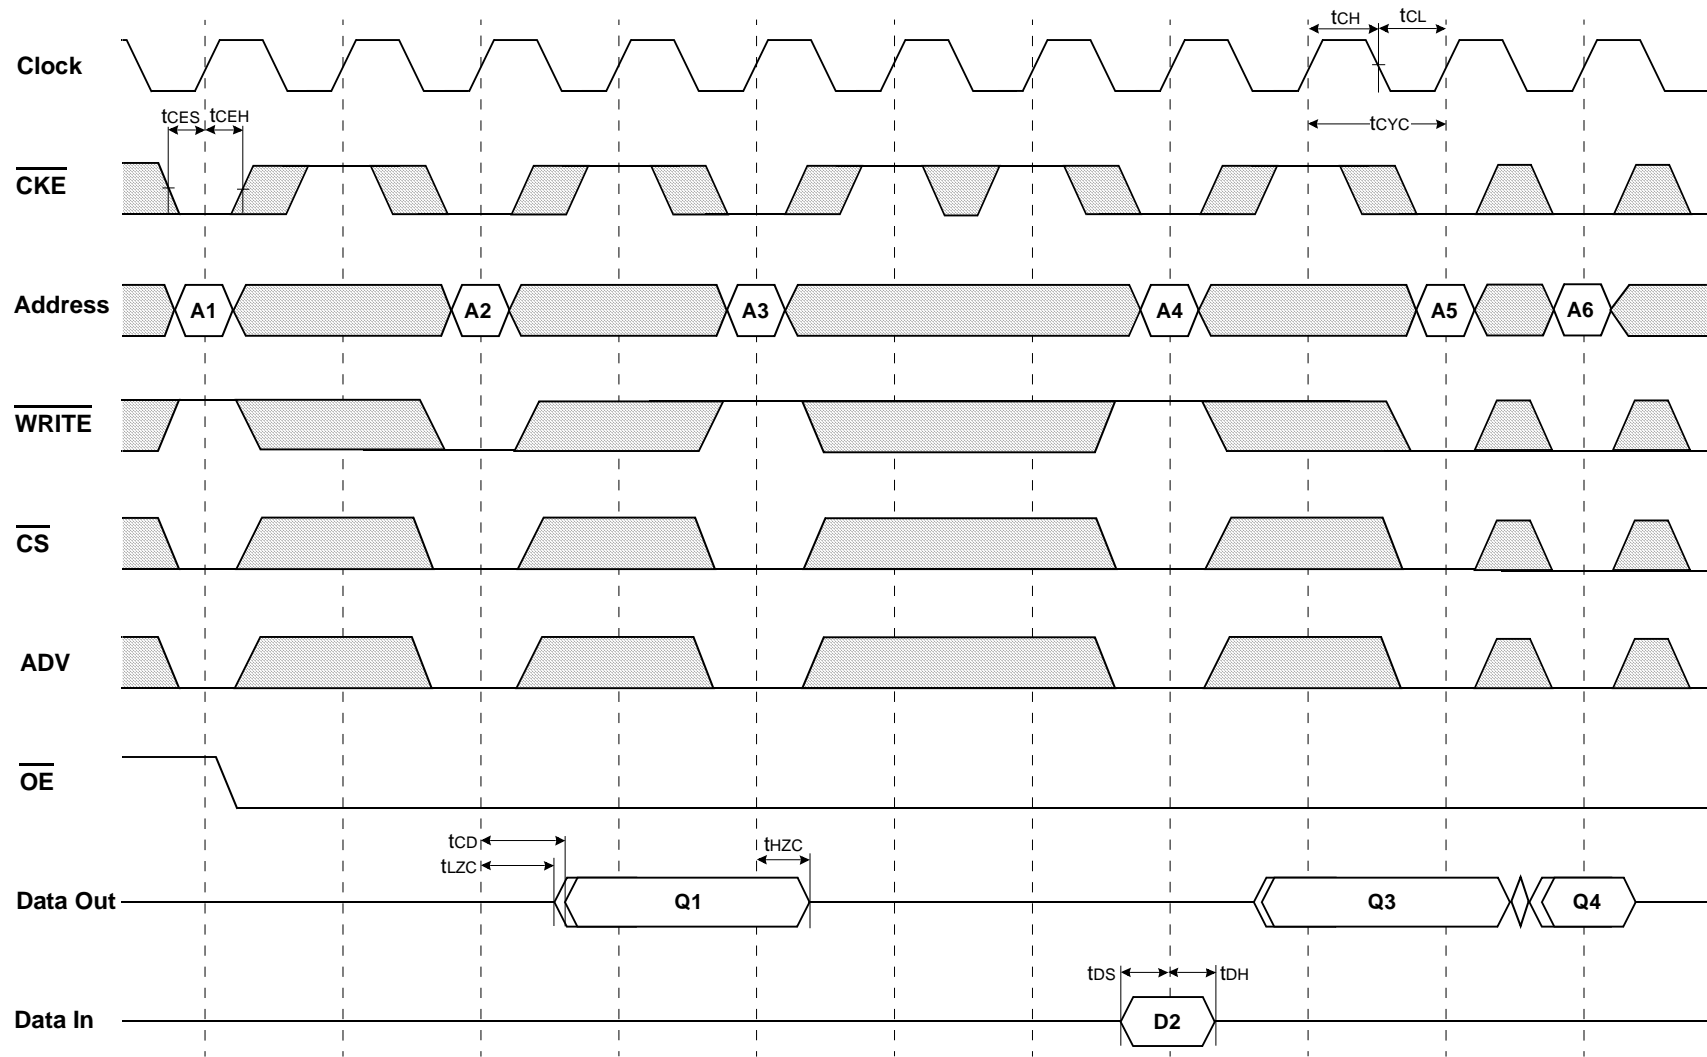 tCH tCL
Clock
tCES tCEH
tCYC
CKE
Address A1 A2 A3 A4 A5 A6
WRITE
CS
ADV
OE
tCD
tLZC
tHZC
Data Out Q1 Q3 Q4
tDS tDH
Data In D2